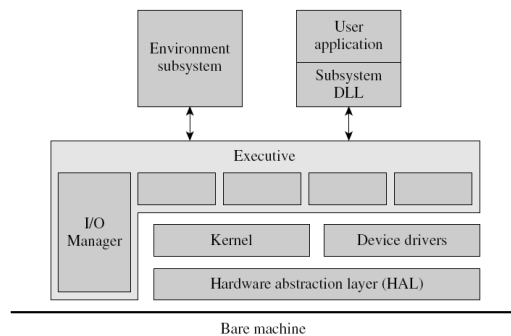 Environment
subsystem
User
application
Subsystem
DLL
Executive
I/O
Manager
Kernel
Device drivers
Hardware abstraction layer (HAL)
Bare machine